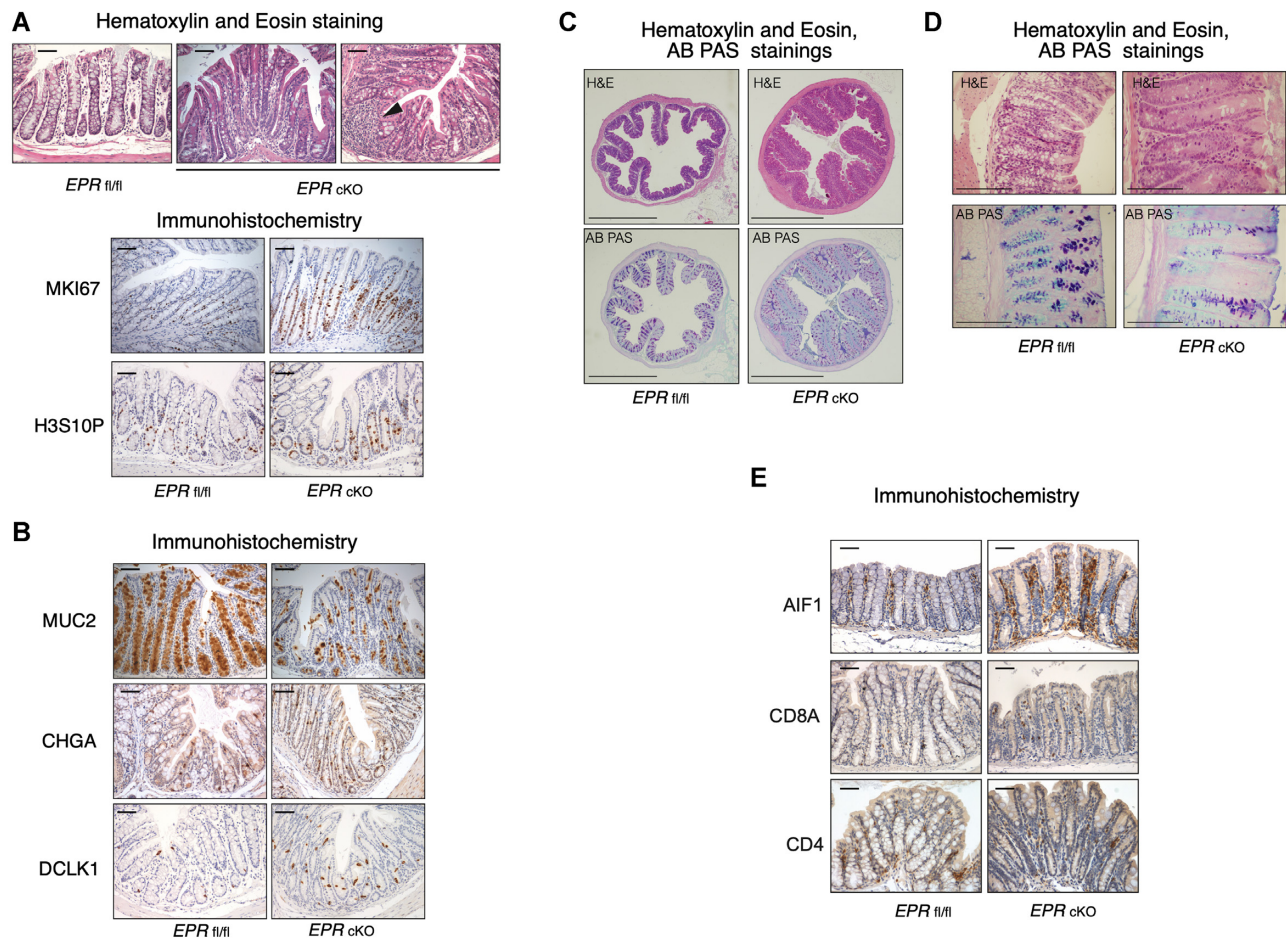 A
Hematoxylin and Eosin staining
EPR fl/fl
EPR cKO
Immunohistochemistry
MKI67
H3S10P
EPR fl/fl
EPR cKO
B
Immunohistochemistry
MUC2
CHGA
DCLK1
EPR fl/fl
EPR cKO
C
Hematoxylin and Eosin,
AB PAS stainings
H&E
H&E
AB PAS
AB PAS
EPR fl/fl
EPR cKO
D
Hematoxylin and Eosin,
AB PAS stainings
H&E
H&E
AB PAS
AB PAS
EPR fl/fl
EPR cKO
E
Immunohistochemistry
AIF1
CD8A
CD4
EPR fl/fl
EPR cKO